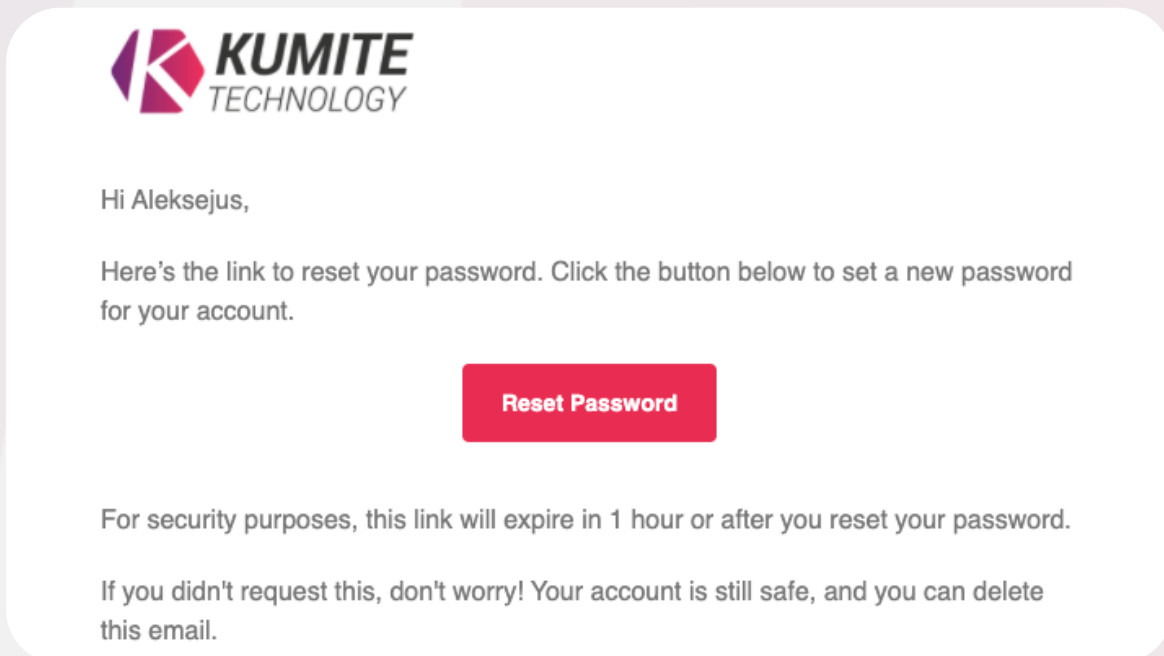 KUMITE
TECHNOLOGY
Hi Aleksejus,
Here’s the link to reset your password. Click the button below to set a new password
for your account.
Reset Password
For security purposes, this link will expire in 1 hour or after you reset your password.
If you didn't request this, don't worry! Your account is still safe, and you can delete
this email.